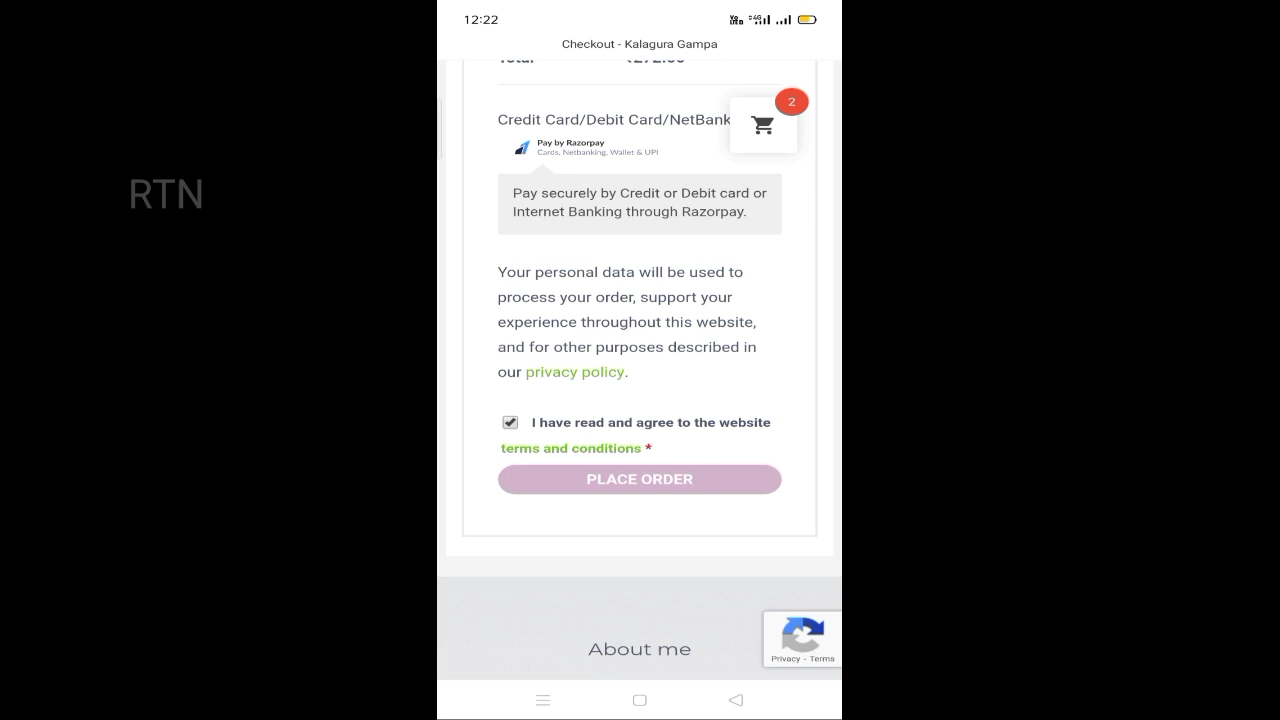 12:22
Checkout - Kalagura Gampa
RTN
2
Credit Card/Debit Card/NetBank
Pay by Razorpay
Cards, Netbanking, Wallet & UPI
Pay securely by Credit or Debit card or
Internet Banking through Razorpay.
Your personal data will be used to
process your order, support your
experience throughout this website,
and for other purposes described in
our privacy policy.
I have read and agree to the website
terms and conditions *
PLACE ORDER
About me
Privacy - Terms